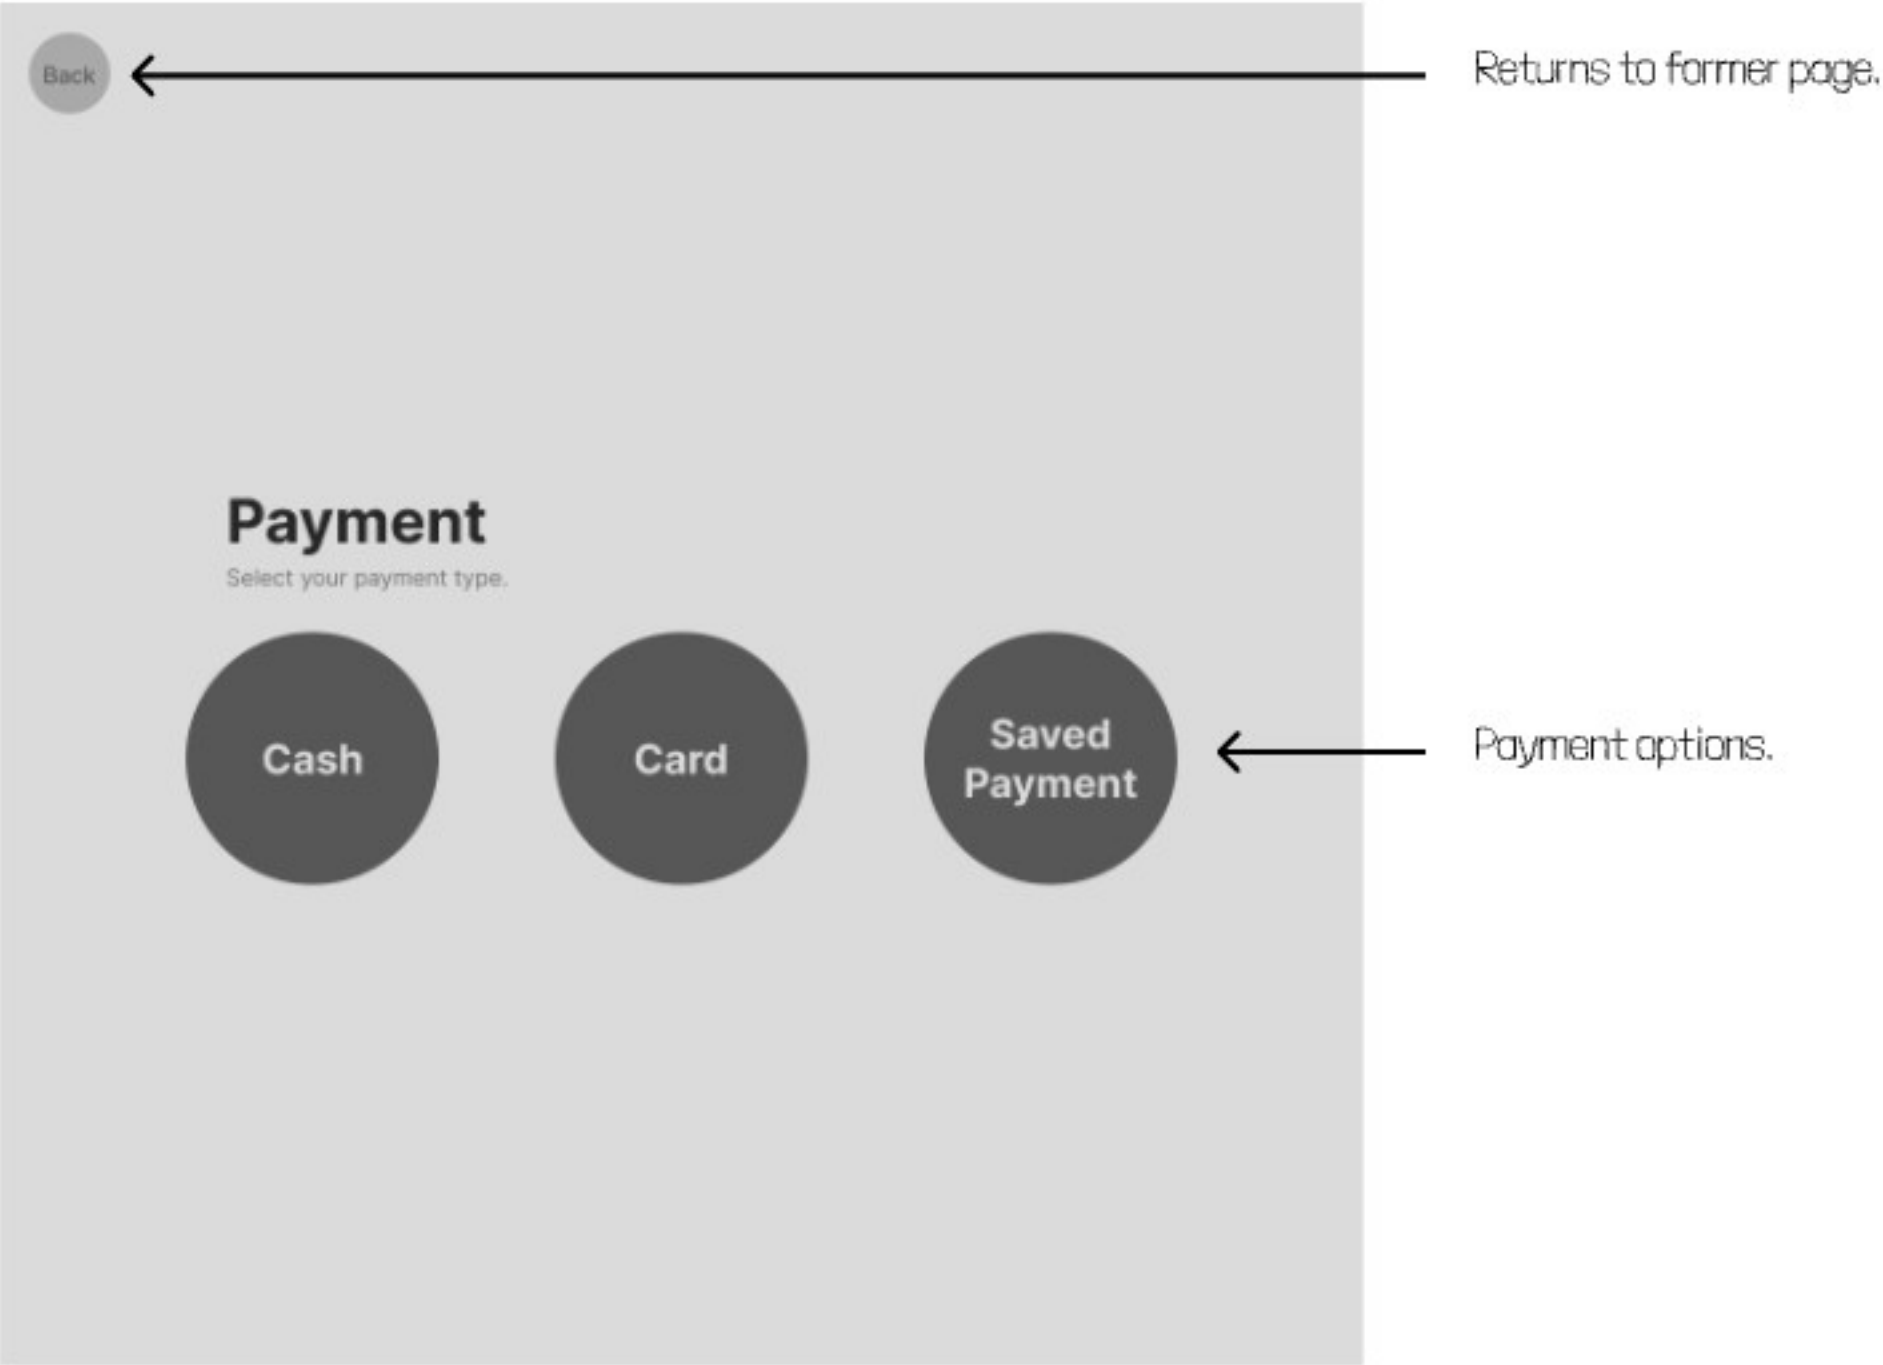 Back
Returns to former page.
Payment
Select your payment type.
Cash
Card
Saved
Payment
Payment options.